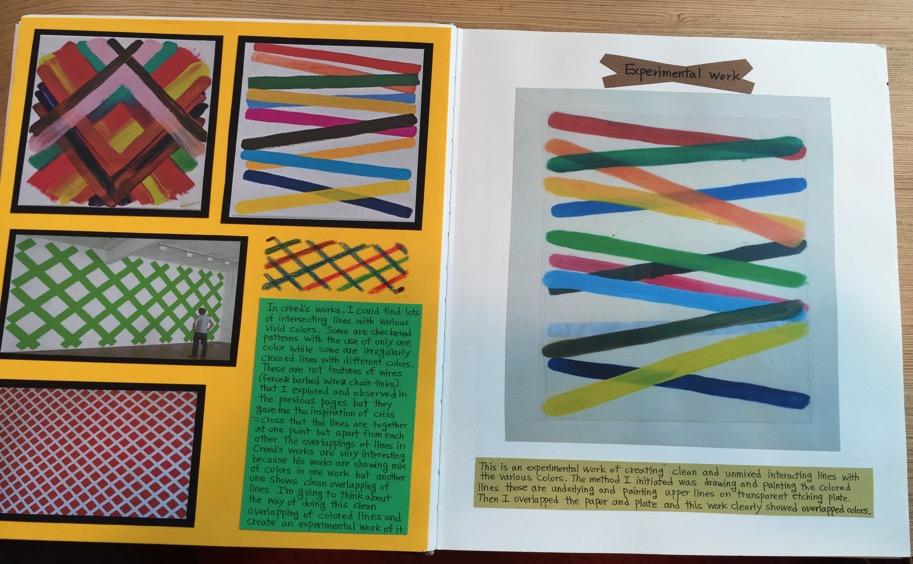 In creed's works, I could find lots
of intersecting lines with various
vivid colors. Some are checkered
patterns with the use of only one
color while some are irregularly
crossed lines with different colors.
These are not features of wires
(fence & barbed wire & chain-links)
that I explored and observed in
the previous pages but they
gave me the inspiration of criss
-cross that the lines are together
at one point but apart from each
other. The overlappings of lines in
Creed's works are very interesting
because his works are showing mix
of colors in one work but another
one shows clean overlapping of
lines. I'm going to think about
the way of doing this clean
overlapping of colored lines and
create an experimental work of it.
Experimental work
This is an experimental work of creating clean and unmixed interacting lines with
the various colors. The method I initiated was drawing and painting the colored
lines those are underlying and painting upper lines on transparent etching plate.
Then I overlapped the paper and plate and this work clearly showed overlapped colors.